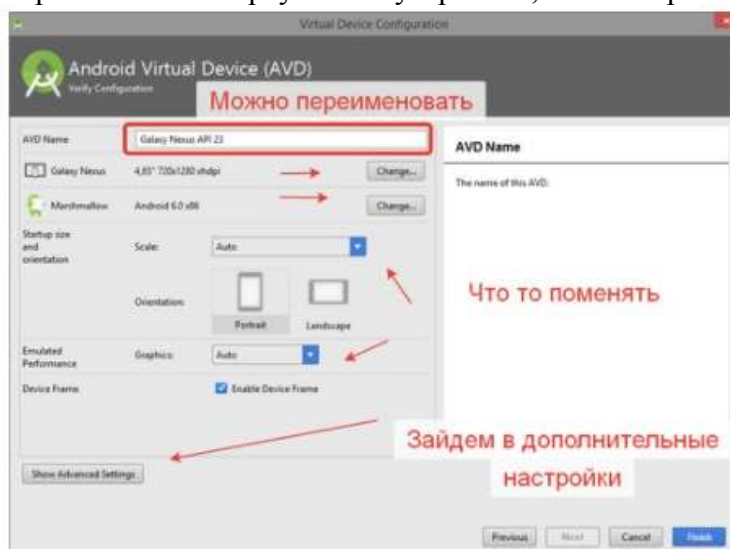 Virtual Device Configuration
Android Virtual Device (AVD)
Verify Configuration
Можно переименовать
AVD Name
Galaxy Nexus API 23
AVD Name
Galaxy Nexus
4,65" 720x1280 xhdpi
Change...
The name of this AVD.
Marshmallow
Android 6.0 x86
Change...
Startup size
and
orientation
Scale:
Auto
Что то поменять
Orientation:
Portrait
Landscape
Emulated
Performance
Graphics:
Auto
Device Frame
Enable Device Frame
Зайдем в дополнительные
настройки
Show Advanced Settings
Previous
Next
Cancel
Finish